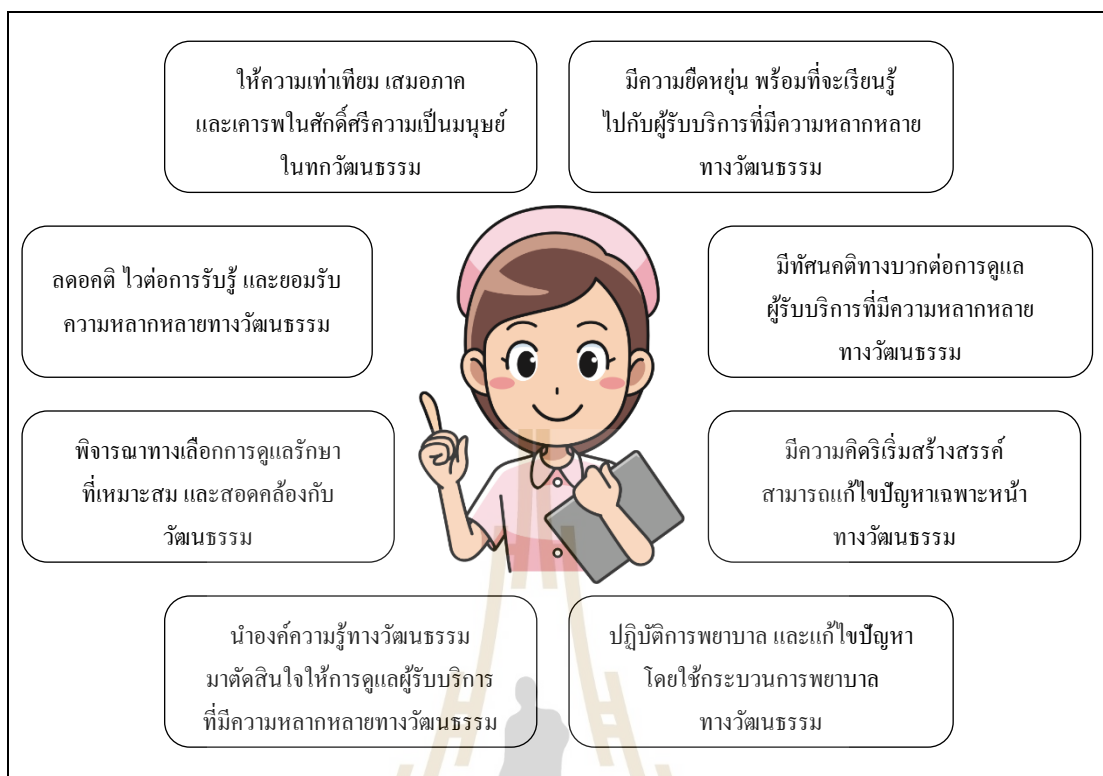 ให้ความเท่าเทียม เสมอภาค
และเคารพในศักดิ์ศรีความเป็นมนุษย์
ในทกวัฒนธรรม
มีความยืดหยุ่น พร้อมที่จะเรียนรู้
ไปกับผู้รับบริการที่มีความหลากหลาย
ทางวัฒนธรรม
ลดอคติ ไวต่อการรับรู้ และยอมรับ
ความหลากหลายทางวัฒนธรรม
มีทัศนคติทางบวกต่อการดูแล
ผู้รับบริการที่มีความหลากหลาย
ทางวัฒนธรรม
พิจารณาทางเลือกการดูแลรักษา
ที่เหมาะสม และสอดคล้องกับ
วัฒนธรรม
มีความคิดริเริ่มสร้างสรรค์
สามารถแก้ไขปัญหาเฉพาะหน้า
ทางวัฒนธรรม
นำองค์ความรู้ทางวัฒนธรรม
มาตัดสินใจให้การดูแลผู้รับบริการ
ที่มีความหลากหลายทางวัฒนธรรม
ปฏิบัติการพยาบาล และแก้ไขปัญหา
โดยใช้กระบวนการพยาบาล
ทางวัฒนธรรม